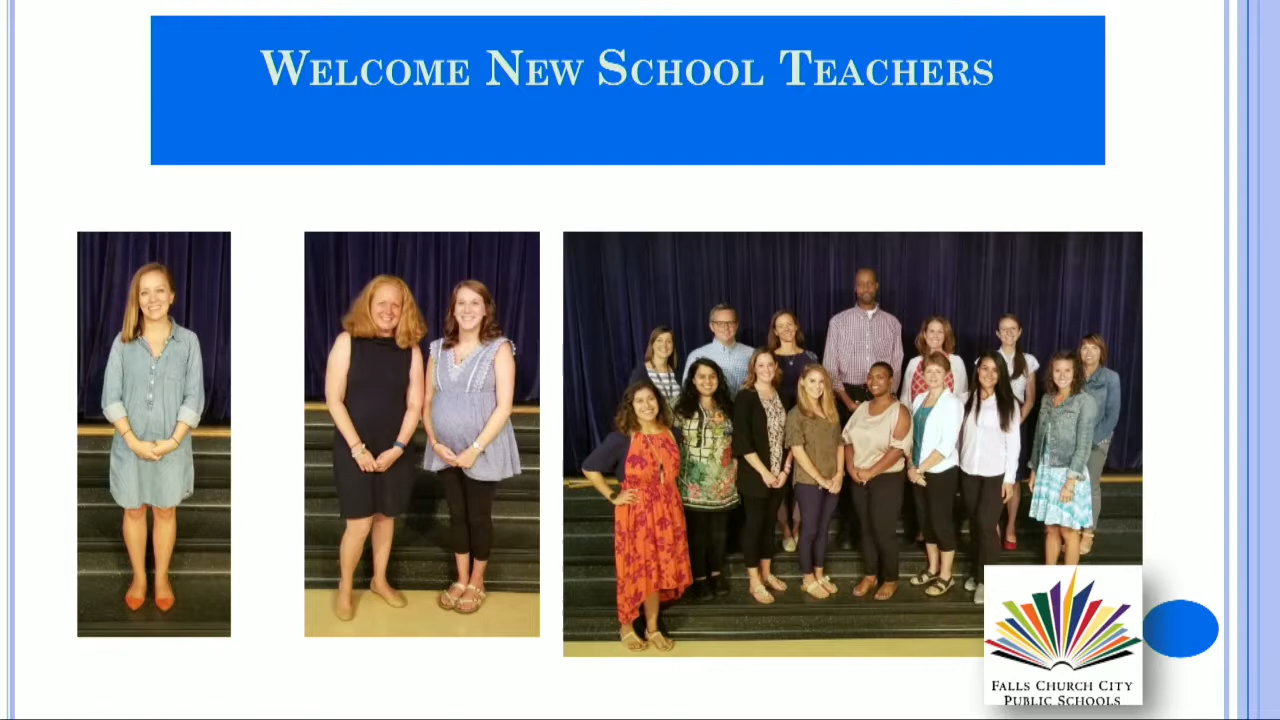 WELCOME NEW SCHOOL TEACHERS
FALLS CHURCH CITY
PUBLIC SCHOOLS